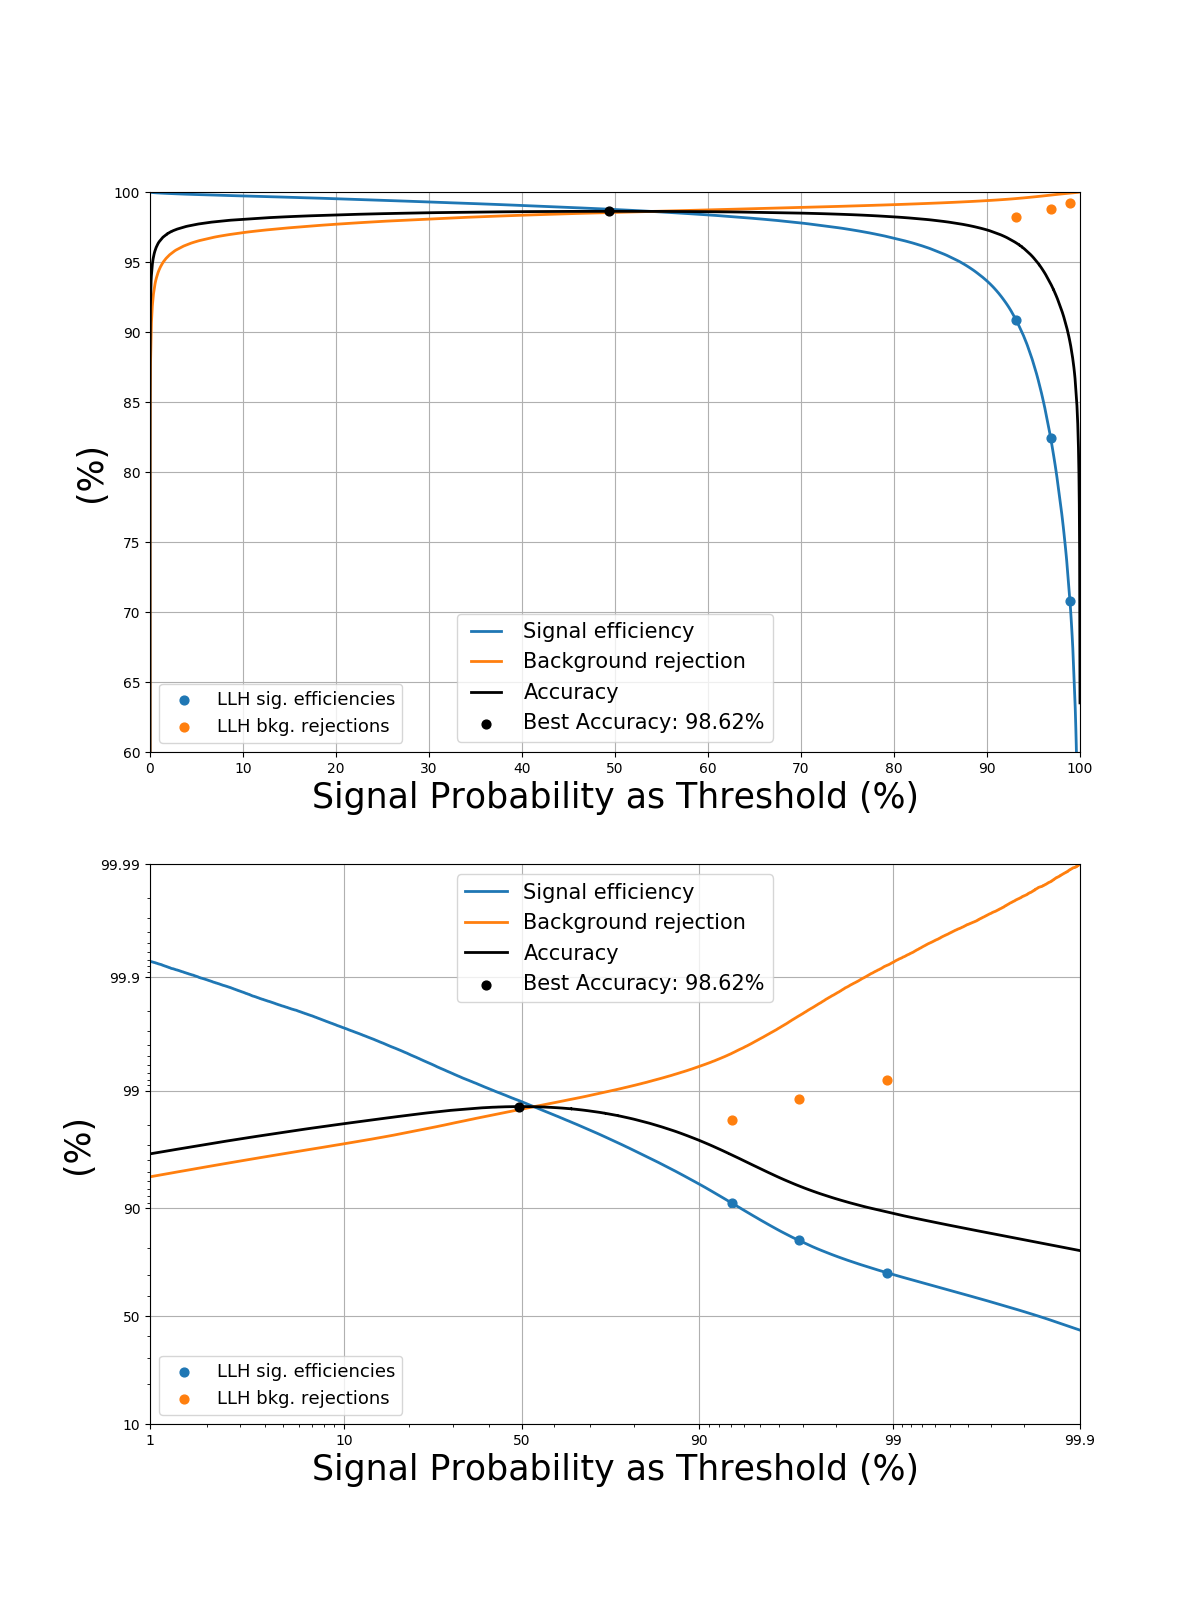 100
95
90
85
80
75
70
65
60
(%)
Signal efficiency
Background rejection
Accuracy
Best Accuracy: 98.62%
LLH sig. efficiencies
LLH bkg. rejections
0 10 20 30 40 50 60 70 80 90 100
Signal Probability as Threshold (%)
99.99
99.9
99
90
50
10
(%)
Signal efficiency
Background rejection
Accuracy
Best Accuracy: 98.62%
LLH sig. efficiencies
LLH bkg. rejections
1 10 50 90 99 99.9
Signal Probability as Threshold (%)